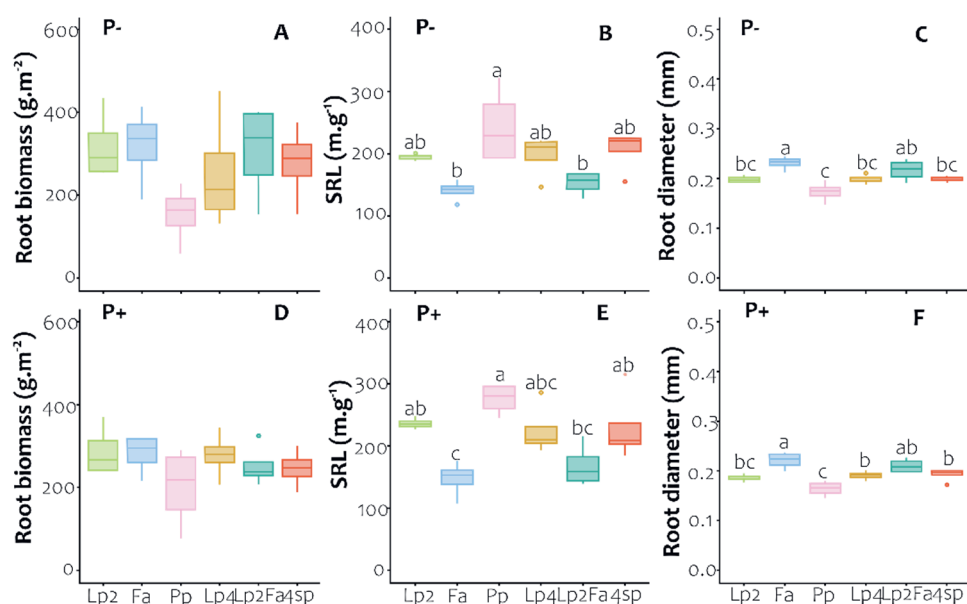 P-
A
Root biomass (g.m⁻²)
600
400
200
0
P-
B
SRL (m.g⁻¹)
400
300
200
100
0
ab
b
a
ab
b
ab
P-
C
Root diameter (mm)
0.5
0.4
0.3
0.2
0.1
0.0
bc
a
c
bc
ab
bc
P+
D
Root biomass (g.m⁻²)
600
400
200
0
Lp2 Fa Pp Lp4 Lp2Fa 4sp
P+
E
SRL (m.g⁻¹)
400
300
200
100
0
ab
c
a
abc
bc
ab
Lp2 Fa Pp Lp4 Lp2Fa 4sp
P+
F
Root diameter (mm)
0.5
0.4
0.3
0.2
0.1
0.0
bc
a
c
b
ab
b
Lp2 Fa Pp Lp4 Lp2Fa 4sp